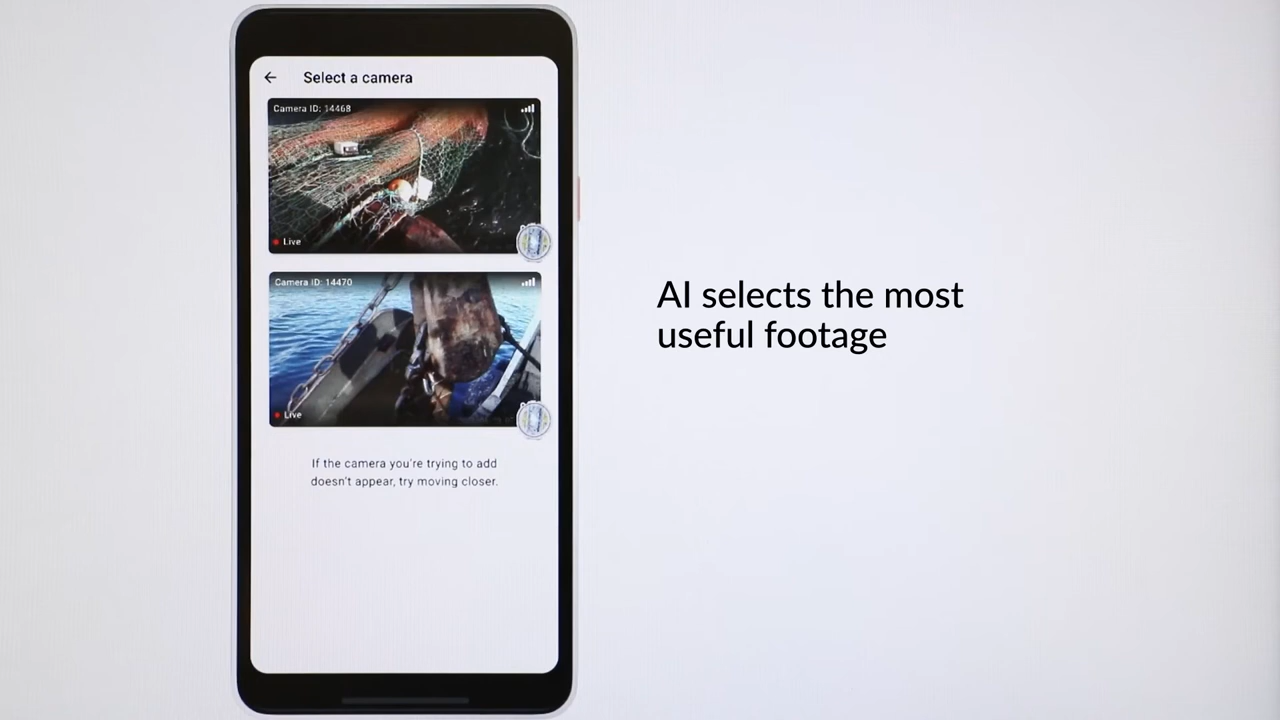 Select a camera
Camera ID: 14468
Live
Camera ID: 14470
Live
If the camera you're trying to add
doesn't appear, try moving closer.
AI selects the most
useful footage